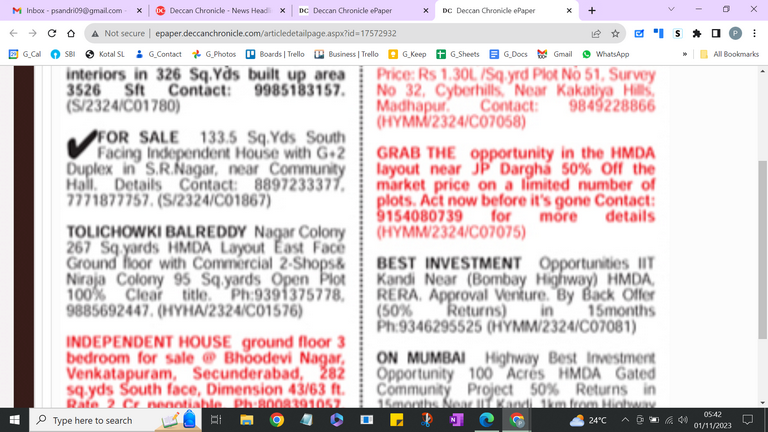 Inbox - psandri09@gmail.com
Deccan Chronicle - News Headl
Deccan Chronicle ePaper
Deccan Chronicle ePaper
Not secure | epaper.deccanchronicle.com/articledetailpage.aspx?id=17572932
G_Cal
SBI
Kotal SL
G_Contact
G_Photos
Boards | Trello
Business | Trello
G_Keep
G_Sheets
G_Docs
Gmail
WhatsApp
»
All Bookmarks
interiors in 326 Sq.Yds built up area
3526 Sft Contact: 9985183157.
(S/2324/C01780)
FOR SALE 133.5 Sq.Yds South
Facing Independent House with G+2
Duplex in S.R.Nagar, near Community
Hall. Details Contact: 8897233377,
7771877757. (S/2324/C01867)
TOLICHOWKI BALREDDY Nagar Colony
267 Sq.yards HMDA Layout East Face
Ground floor with Commercial 2-Shops&
Niraja Colony 95 Sq.yards Open Plot
100% Clear title. Ph:9391375778,
9885692447. (HYHA/2324/C01576)
INDEPENDENT HOUSE ground floor 3
bedroom for sale @ Bhoodevi Nagar,
Venkatapuram, Secunderabad, 282
sq.yds South face, Dimension 43/63 ft.
Rate 2 Cr negotiable Ph:8008391057
Price: Rs 1.30L /Sq.yrd Plot No 51, Survey
No 32, Cyberhills, Near Kakatiya Hills,
Madhapur. Contact: 9849228866
(HYMM/2324/C07058)
GRAB THE opportunity in the HMDA
layout near JP Dargha 50% Off the
market price on a limited number of
plots. Act now before it's gone Contact:
9154080739 for more details
(HYMM/2324/C07075)
BEST INVESTMENT Opportunities IIT
Kandi Near (Bombay Highway) HMDA,
RERA. Approval Venture. By Back Offer
(50% Returns) in 15months
Ph:9346295525 (HYMM/2324/C07081)
ON MUMBAI Highway Best Investment
Opportunity 100 Acres HMDA Gated
Community Project 50% Returns in
15months Near IIT Kandi 1km from Highway
Type here to search
24°C
05:42
01/11/2023